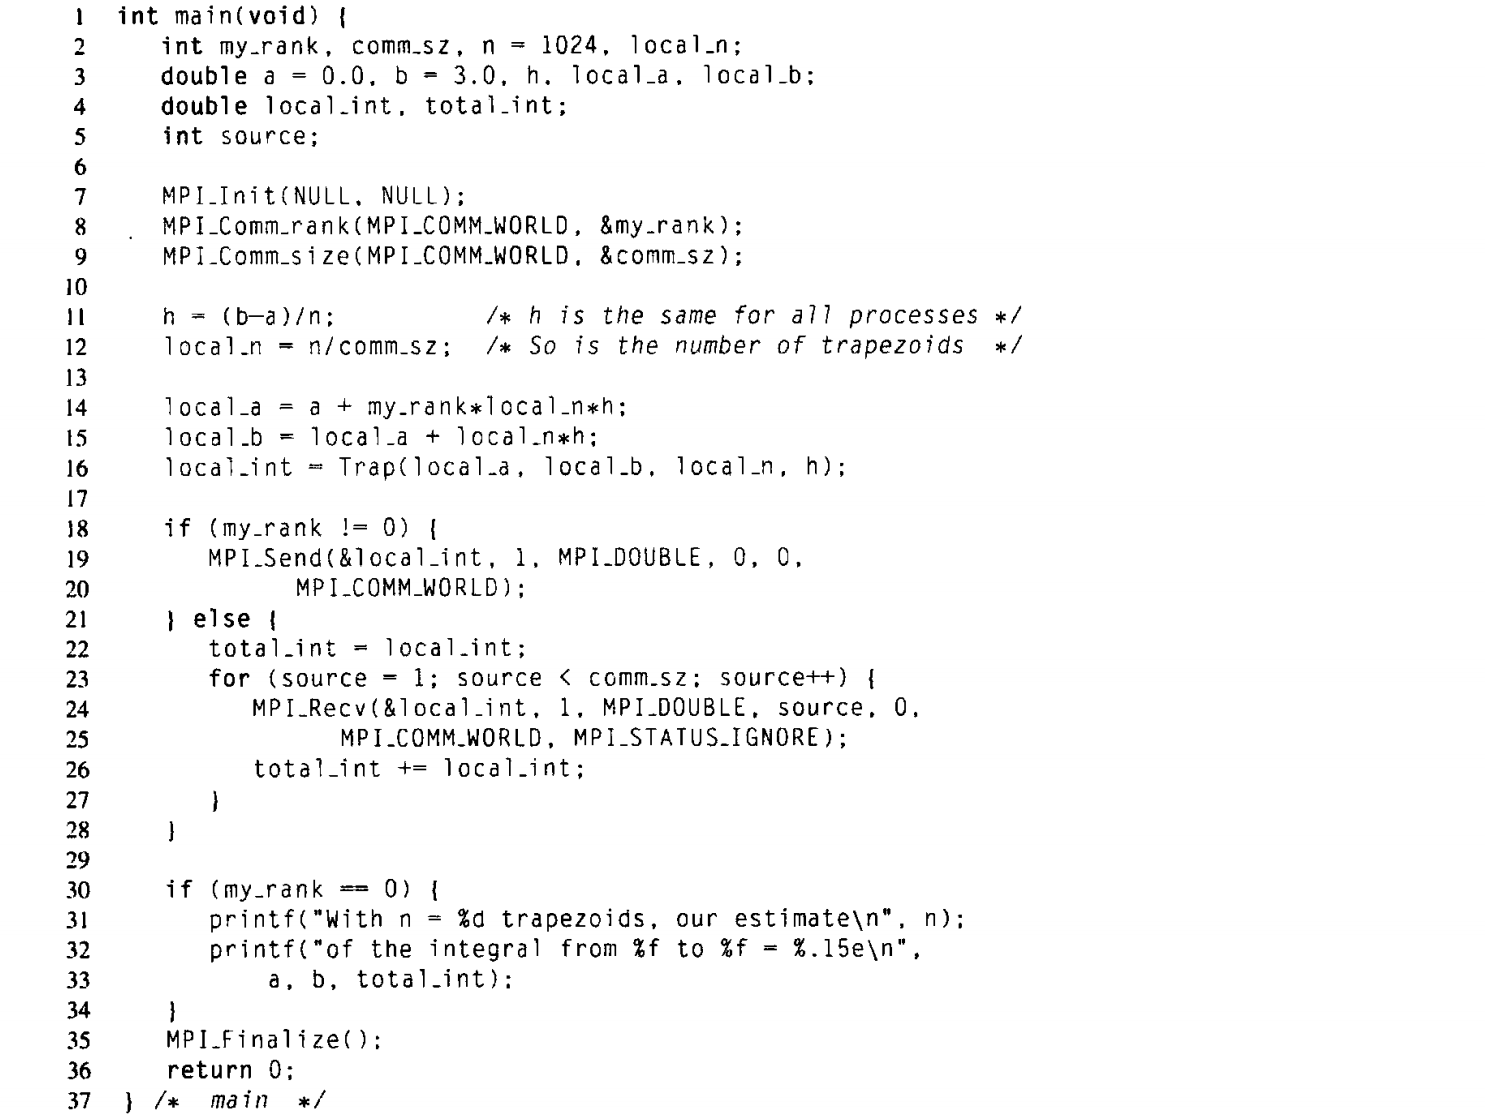 1 int main(void) {
2 int my_rank, comm_sz, n = 1024, local_n;
3 double a = 0.0, b = 3.0, h, local_a, local_b;
4 double local_int, total_int;
5 int source;
6
7 MPI_Init(NULL, NULL);
8 MPI_Comm_rank(MPI_COMM_WORLD, &my_rank);
9 MPI_Comm_size(MPI_COMM_WORLD, &comm_sz);
10
11 h = (b-a)/n; /* h is the same for all processes */
12 local_n = n/comm_sz; /* So is the number of trapezoids */
13
14 local_a = a + my_rank*local_n*h;
15 local_b = local_a + local_n*h;
16 local_int = Trap(local_a, local_b, local_n, h);
17
18 if (my_rank != 0) {
19 MPI_Send(&local_int, 1, MPI_DOUBLE, 0, 0,
20 MPI_COMM_WORLD);
21 } else {
22 total_int = local_int;
23 for (source = 1; source < comm_sz; source++) {
24 MPI_Recv(&local_int, 1, MPI_DOUBLE, source, 0,
25 MPI_COMM_WORLD, MPI_STATUS_IGNORE);
26 total_int += local_int;
27 }
28 }
29
30 if (my_rank == 0) {
31 printf("With n = %d trapezoids, our estimate\n", n);
32 printf("of the integral from %f to %f = %.15e\n",
33 a, b, total_int);
34 }
35 MPI_Finalize();
36 return 0;
37 } /* main */